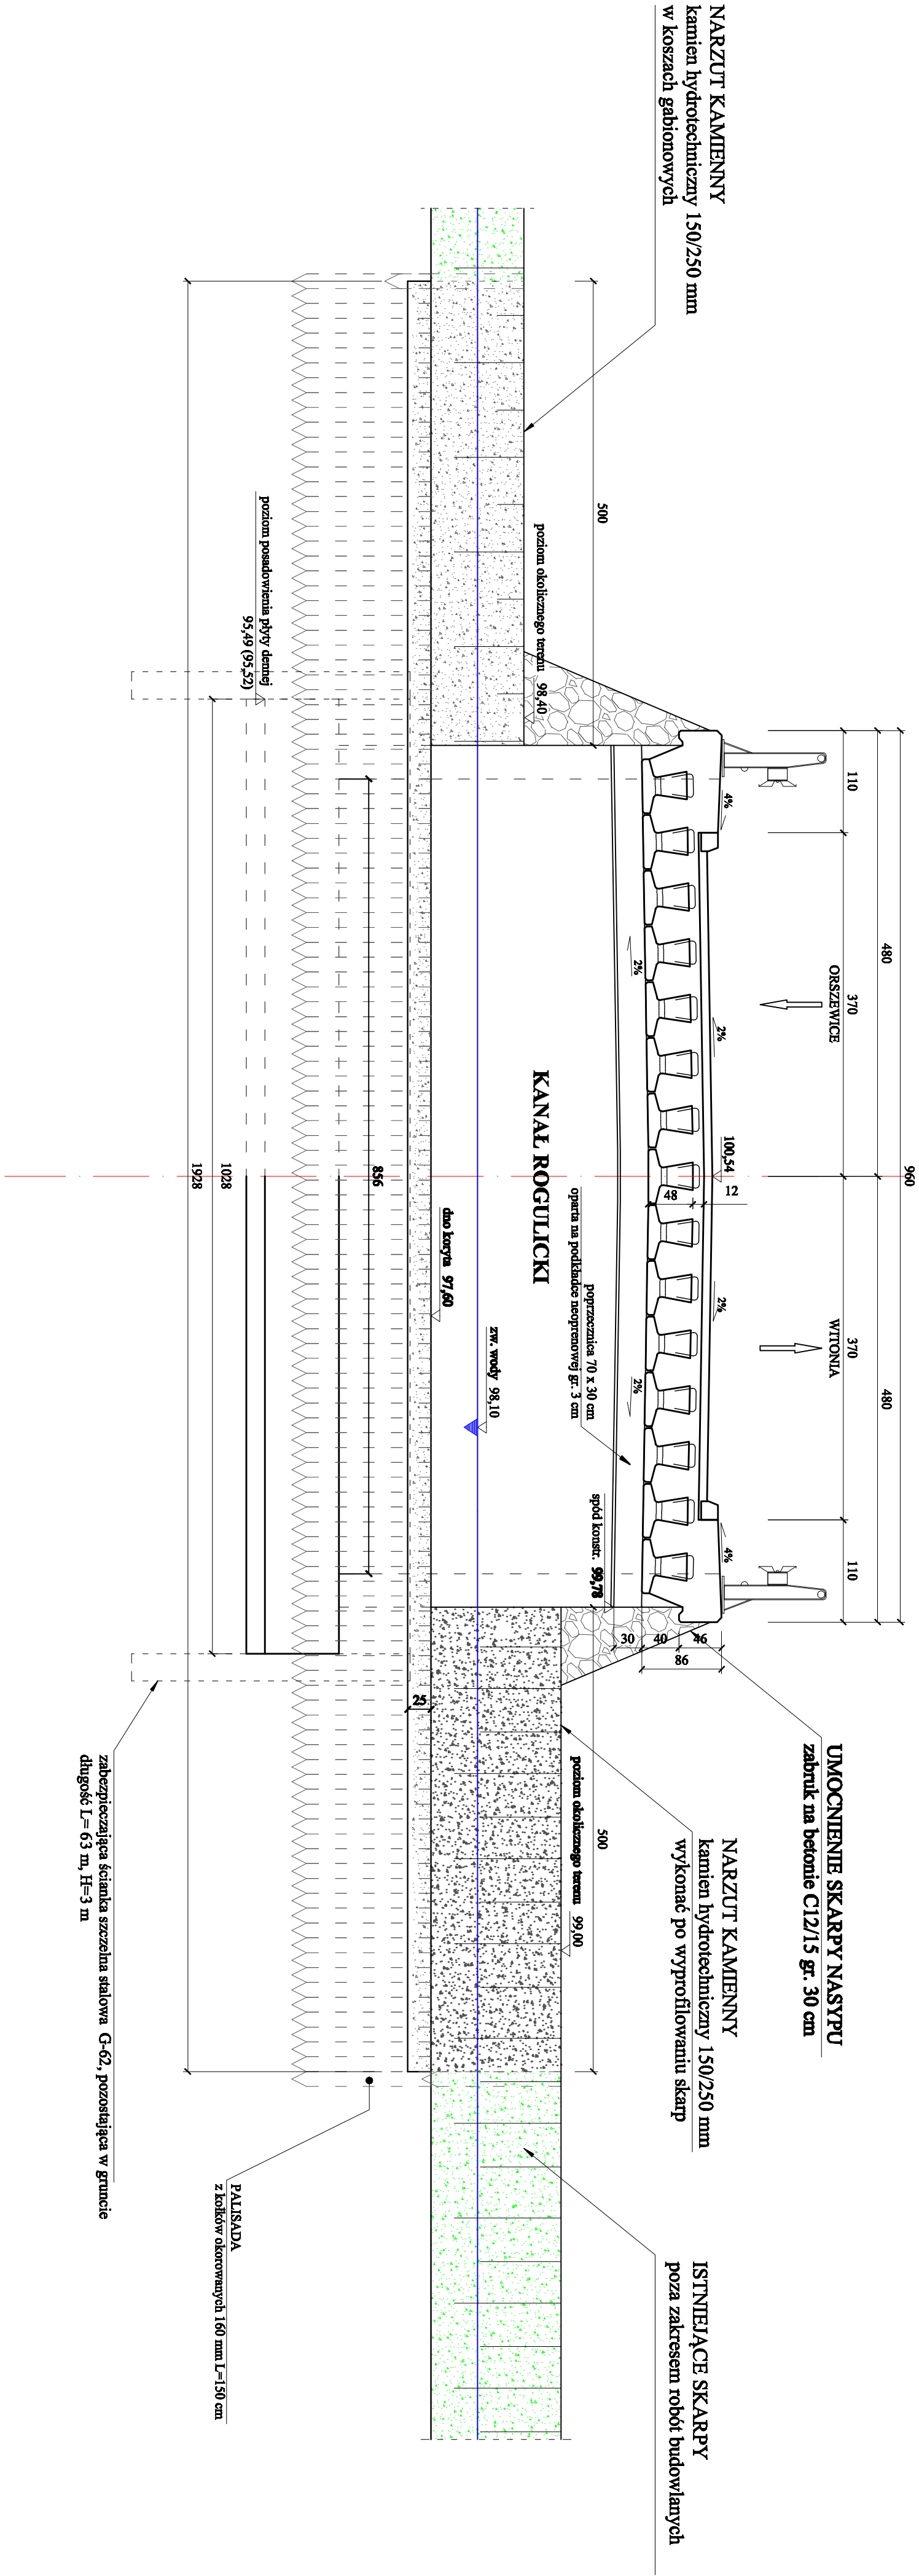 NARZUT KAMIENNY
kamien hydrotechniczny 150/250 mm
w koszach gabionowych
UMOCNIENIE SKARPY NASYPU
zabruk na betonie C12/15 gr. 30 cm
NARZUT KAMIENNY
kamien hydrotechniczny 150/250 mm
wykonać po wyprofilowaniu skarp
ISTNIEJĄCE SKARPY
poza zakresem robót budowlanych
960
480
480
110
370
370
110
ORSZEWICE
WITONIA
4%
2%
100,54
12
2%
4%
48
2%
2%
46
40
30
86
500
500
poziom okolicznego terenu 98,40
poprzecznica 70 x 30 cm
oparta na podkładce neoprenowej gr. 3 cm
spód konstr. 99,78
poziom okolicznego terenu 99,00
KANAŁ ROGULICKI
zw. wody 98,10
dno koryta 97,60
25
856
poziom posadowienia płyty dennej
95,49 (95,52)
1028
1928
PALISADA
z kołków okorowanych 160 mm L=150 cm
zabezpieczająca ścianka szczelna stalowa G-62, pozostająca w gruncie
długość L= 63 m, H=3 m